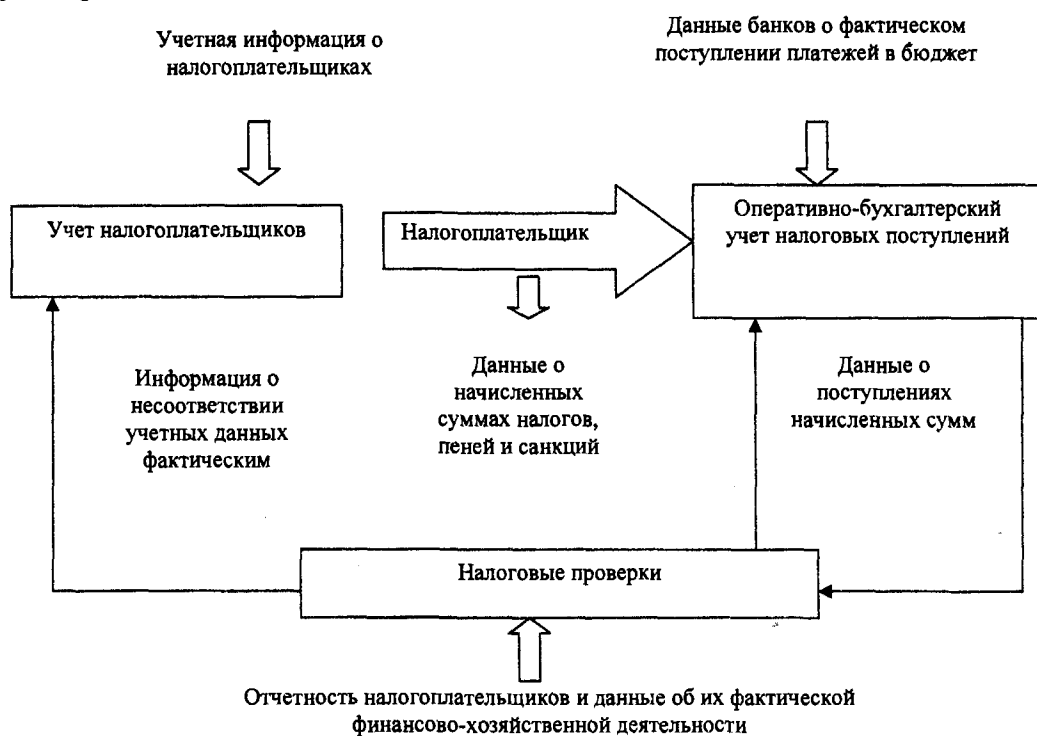 Учетная информация о
налогоплательщиках
Данные банков о фактическом
поступлении платежей в бюджет
Учет налогоплательщиков
Налогоплательщик
Оперативно-бухгалтерский
учет налоговых поступлений
Информация о
несоответствии
учетных данных
фактическим
Данные о
начисленных
суммах налогов,
пеней и санкций
Данные о
поступлениях
начисленных сумм
Налоговые проверки
Отчетность налогоплательщиков и данные об их фактической
финансово-хозяйственной деятельности